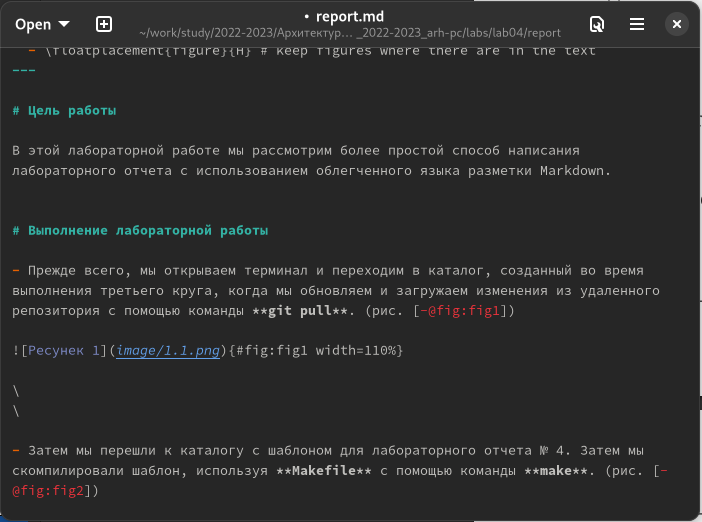 Open
• report.md
~/work/study/2022-2023/Архитектур… _2022-2023_arh-pc/labs/lab04/report
- \floatplacement{figure}{H} # keep figures where there are in the text
---
# Цель работы
В этой лабораторной работе мы рассмотрим более простой способ написания
лабораторного отчета с использованием облегченного языка разметки Markdown.
# Выполнение лабораторной работы
- Прежде всего, мы открываем терминал и переходим в каталог, созданный во время
выполнения третьего круга, когда мы обновляем и загружаем изменения из удаленного
репозитория с помощью команды **git pull**. (рис. [-@fig:fig1])
![Ресунек 1](image/1.1.png){#fig:fig1 width=110%}
\
\
- Затем мы перешли к каталогу с шаблоном для лабораторного отчета № 4. Затем мы
скомпилировали шаблон, используя **Makefile** с помощью команды **make**. (рис. [-
@fig:fig2])